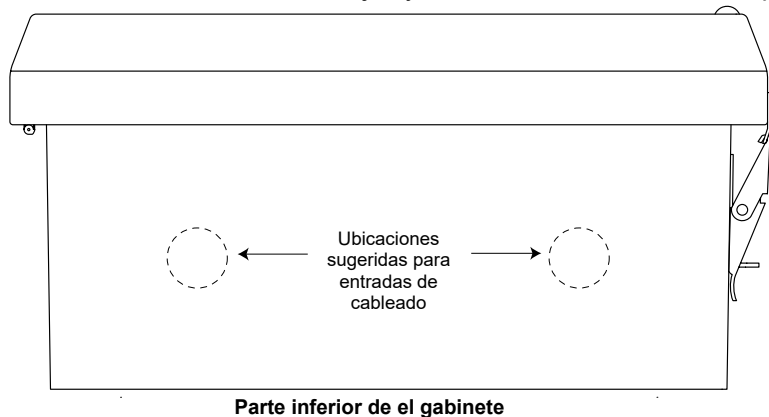 Ubicaciones
sugeridas para
entradas de
cableado
Parte inferior de el gabinete